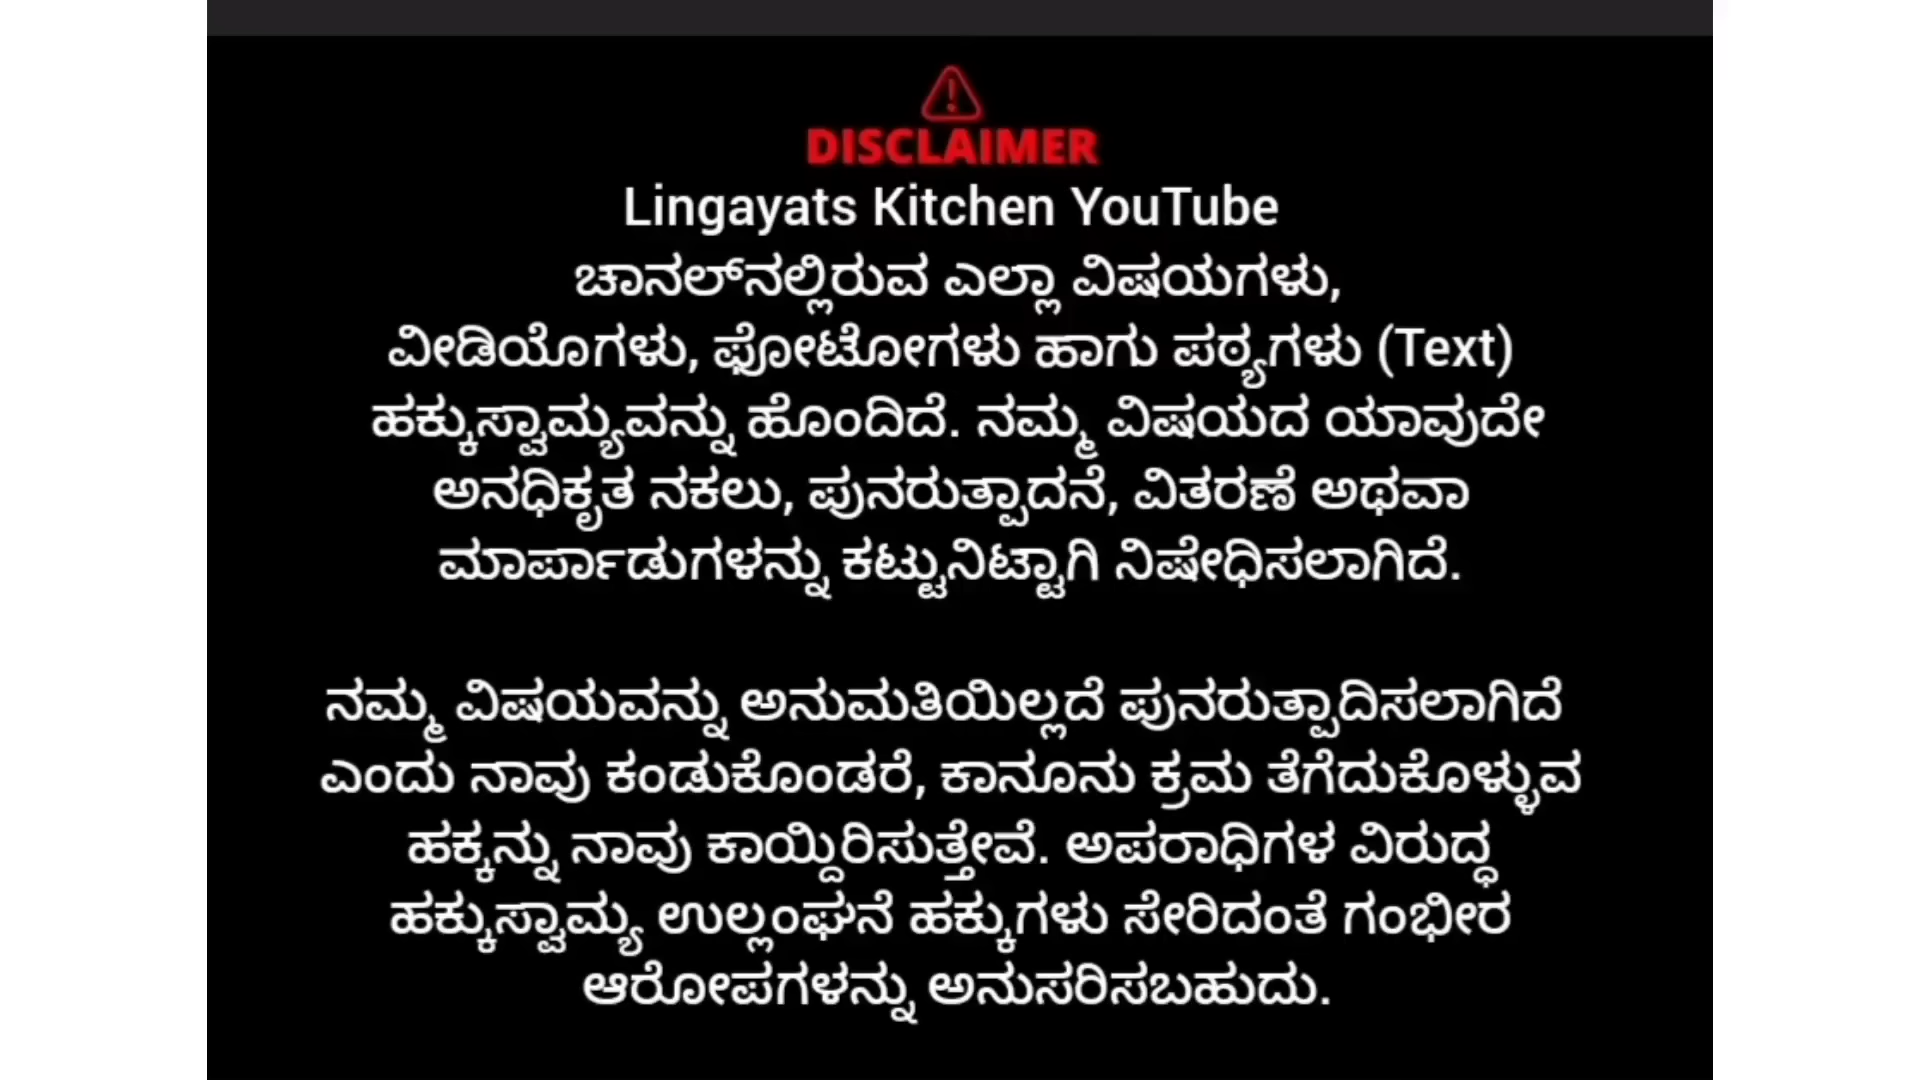 DISCLAIMER
Lingayats Kitchen YouTube
ಚಾನಲ್‌ನಲ್ಲಿರುವ ಎಲ್ಲಾ ವಿಷಯಗಳು,
ವೀಡಿಯೊಗಳು, ಫೋಟೋಗಳು ಹಾಗು ಪಠ್ಯಗಳು (Text)
ಹಕ್ಕುಸ್ವಾಮ್ಯವನ್ನು ಹೊಂದಿದೆ. ನಮ್ಮ ವಿಷಯದ ಯಾವುದೇ
ಅನಧಿಕೃತ ನಕಲು, ಪುನರುತ್ಪಾದನೆ, ವಿತರಣೆ ಅಥವಾ
ಮಾರ್ಪಾಡುಗಳನ್ನು ಕಟ್ಟುನಿಟ್ಟಾಗಿ ನಿಷೇಧಿಸಲಾಗಿದೆ.
ನಮ್ಮ ವಿಷಯವನ್ನು ಅನುಮತಿಯಿಲ್ಲದೆ ಪುನರುತ್ಪಾದಿಸಲಾಗಿದೆ
ಎಂದು ನಾವು ಕಂಡುಕೊಂಡರೆ, ಕಾನೂನು ಕ್ರಮ ತೆಗೆದುಕೊಳ್ಳುವ
ಹಕ್ಕನ್ನು ನಾವು ಕಾಯ್ದಿರಿಸುತ್ತೇವೆ. ಅಪರಾಧಿಗಳ ವಿರುದ್ಧ
ಹಕ್ಕುಸ್ವಾಮ್ಯ ಉಲ್ಲಂಘನೆ ಹಕ್ಕುಗಳು ಸೇರಿದಂತೆ ಗಂಭೀರ
ಆರೋಪಗಳನ್ನು ಅನುಸರಿಸಬಹುದು.